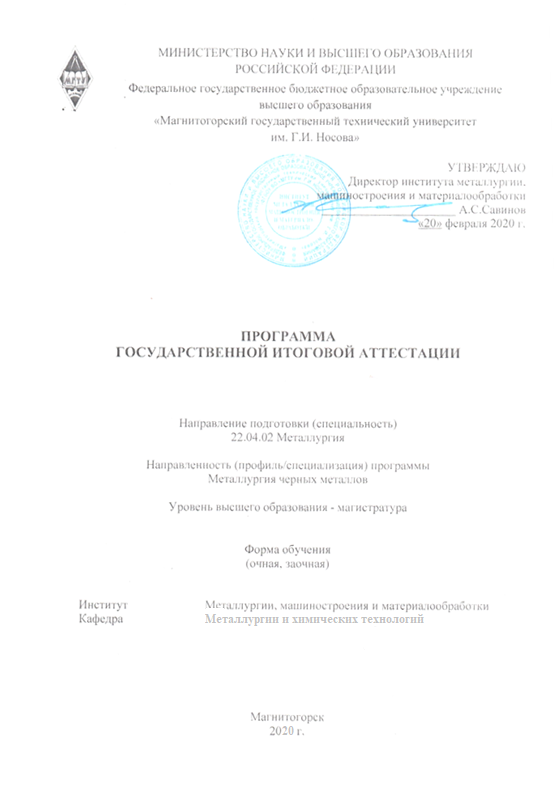 МГТУ
МИНИСТЕРСТВО НАУКИ И ВЫСШЕГО ОБРАЗОВАНИЯ
РОССИЙСКОЙ ФЕДЕРАЦИИ
Федеральное государственное бюджетное образовательное учреждение
высшего образования
«Магнитогорский государственный технический университет
им. Г.И. Носова»
УТВЕРЖДАЮ
Директор института металлургии,
машиностроения и материалообработки
А.С.Савинов
«20» февраля 2020 г.
ПРОГРАММА
ГОСУДАРСТВЕННОЙ ИТОГОВОЙ АТТЕСТАЦИИ
Направление подготовки (специальность)
22.04.02 Металлургия
Направленность (профиль/специализация) программы
Металлургия черных металлов
Уровень высшего образования - магистратура
Форма обучения
(очная, заочная)
Институт Металлургии, машиностроения и материалообработки
Кафедра Металлургии и химических технологий
Магнитогорск
2020 г.